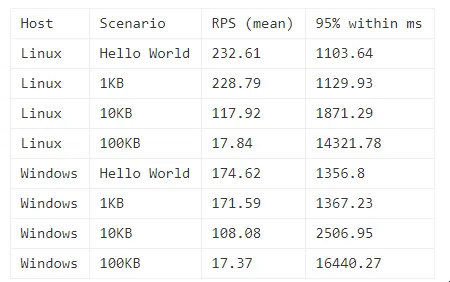 Host Scenario RPS (mean) 95% within ms
Linux Hello World 232.61 1103.64
Linux 1KB 228.79 1129.93
Linux 10KB 117.92 1871.29
Linux 100KB 17.84 14321.78
Windows Hello World 174.62 1356.8
Windows 1KB 171.59 1367.23
Windows 10KB 108.08 2506.95
Windows 100KB 17.37 16440.27